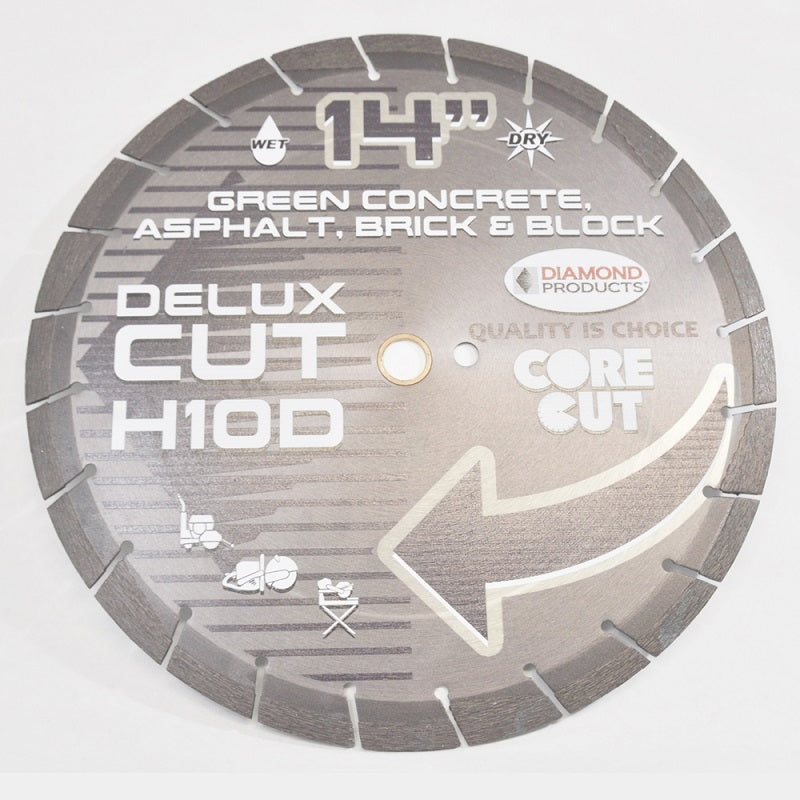 14"
WET
DRY
GREEN CONCRETE,
ASPHALT, BRICK & BLOCK
DELUX
CUT
H10D
DIAMOND
PRODUCTS
QUALITY IS CHOICE
CORE
CUT